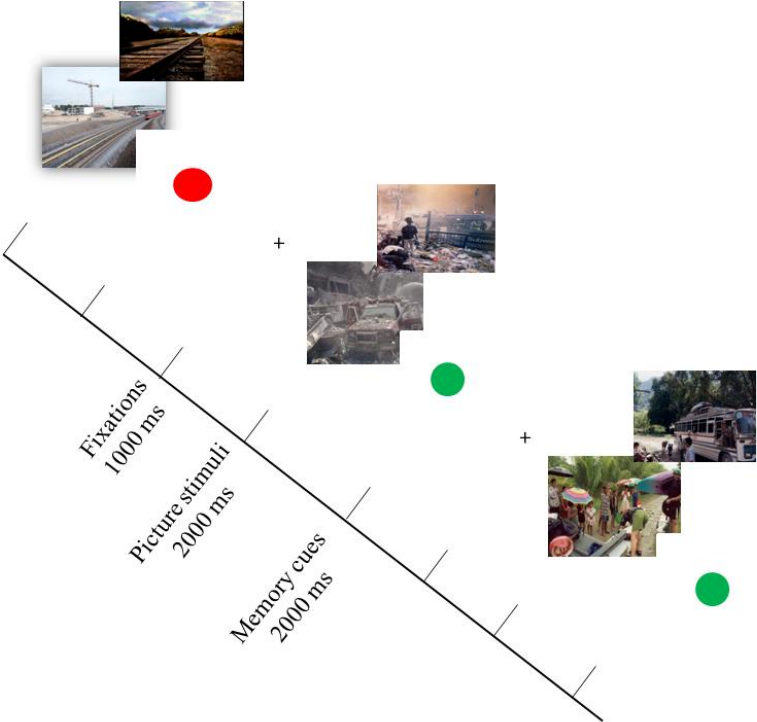 +
+
Fixations
1000 ms
Picture stimuli
2000 ms
Memory cues
2000 ms